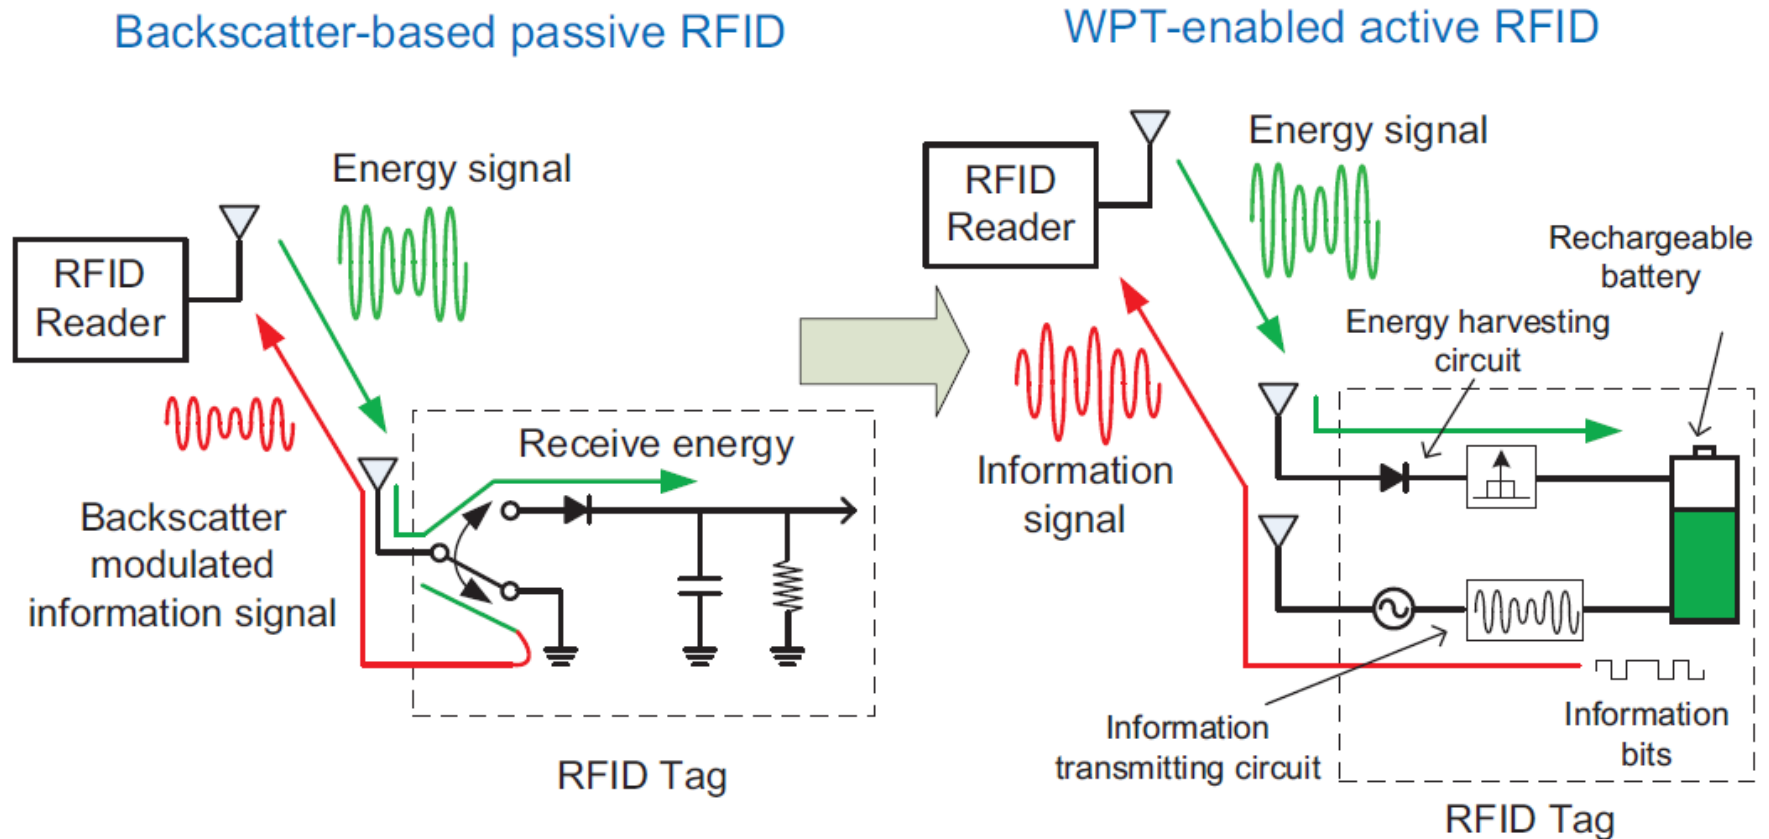 Backscatter-based passive RFID
Energy signal
RFID
Reader
Receive energy
Backscatter
modulated
information signal
RFID Tag
WPT-enabled active RFID
Energy signal
RFID
Reader
Rechargeable
battery
Energy harvesting
circuit
Information
signal
Information
transmitting circuit
Information
bits
RFID Tag